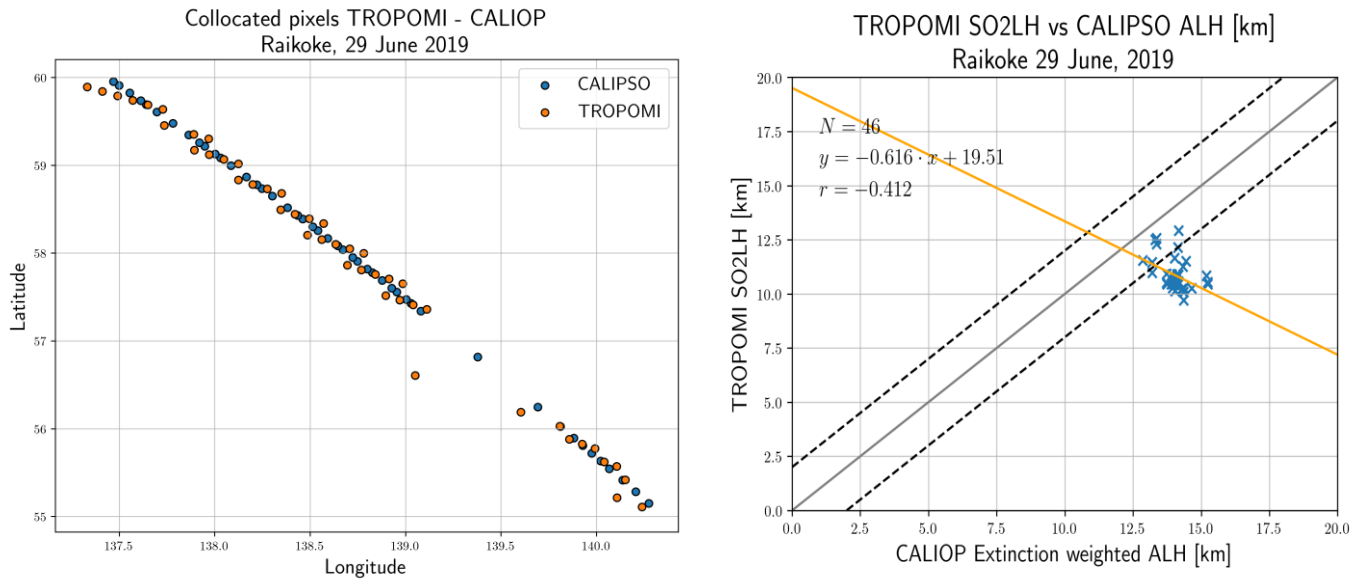 Collocated pixels TROPOMI - CALIOP
Raikoke, 29 June 2019
CALIPSO
TROPOMI
60
59
58
57
56
55
Latitude
137.5
138.0
138.5
139.0
139.5
140.0
Longitude
TROPOMI SO2LH vs CALIPSO ALH [km]
Raikoke 29 June, 2019
N = 46
y = −0.616 · x + 19.51
r = −0.412
20.0
17.5
15.0
12.5
10.0
7.5
5.0
2.5
0.0
TROPOMI SO2LH [km]
0.0
2.5
5.0
7.5
10.0
12.5
15.0
17.5
20.0
CALIOP Extinction weighted ALH [km]